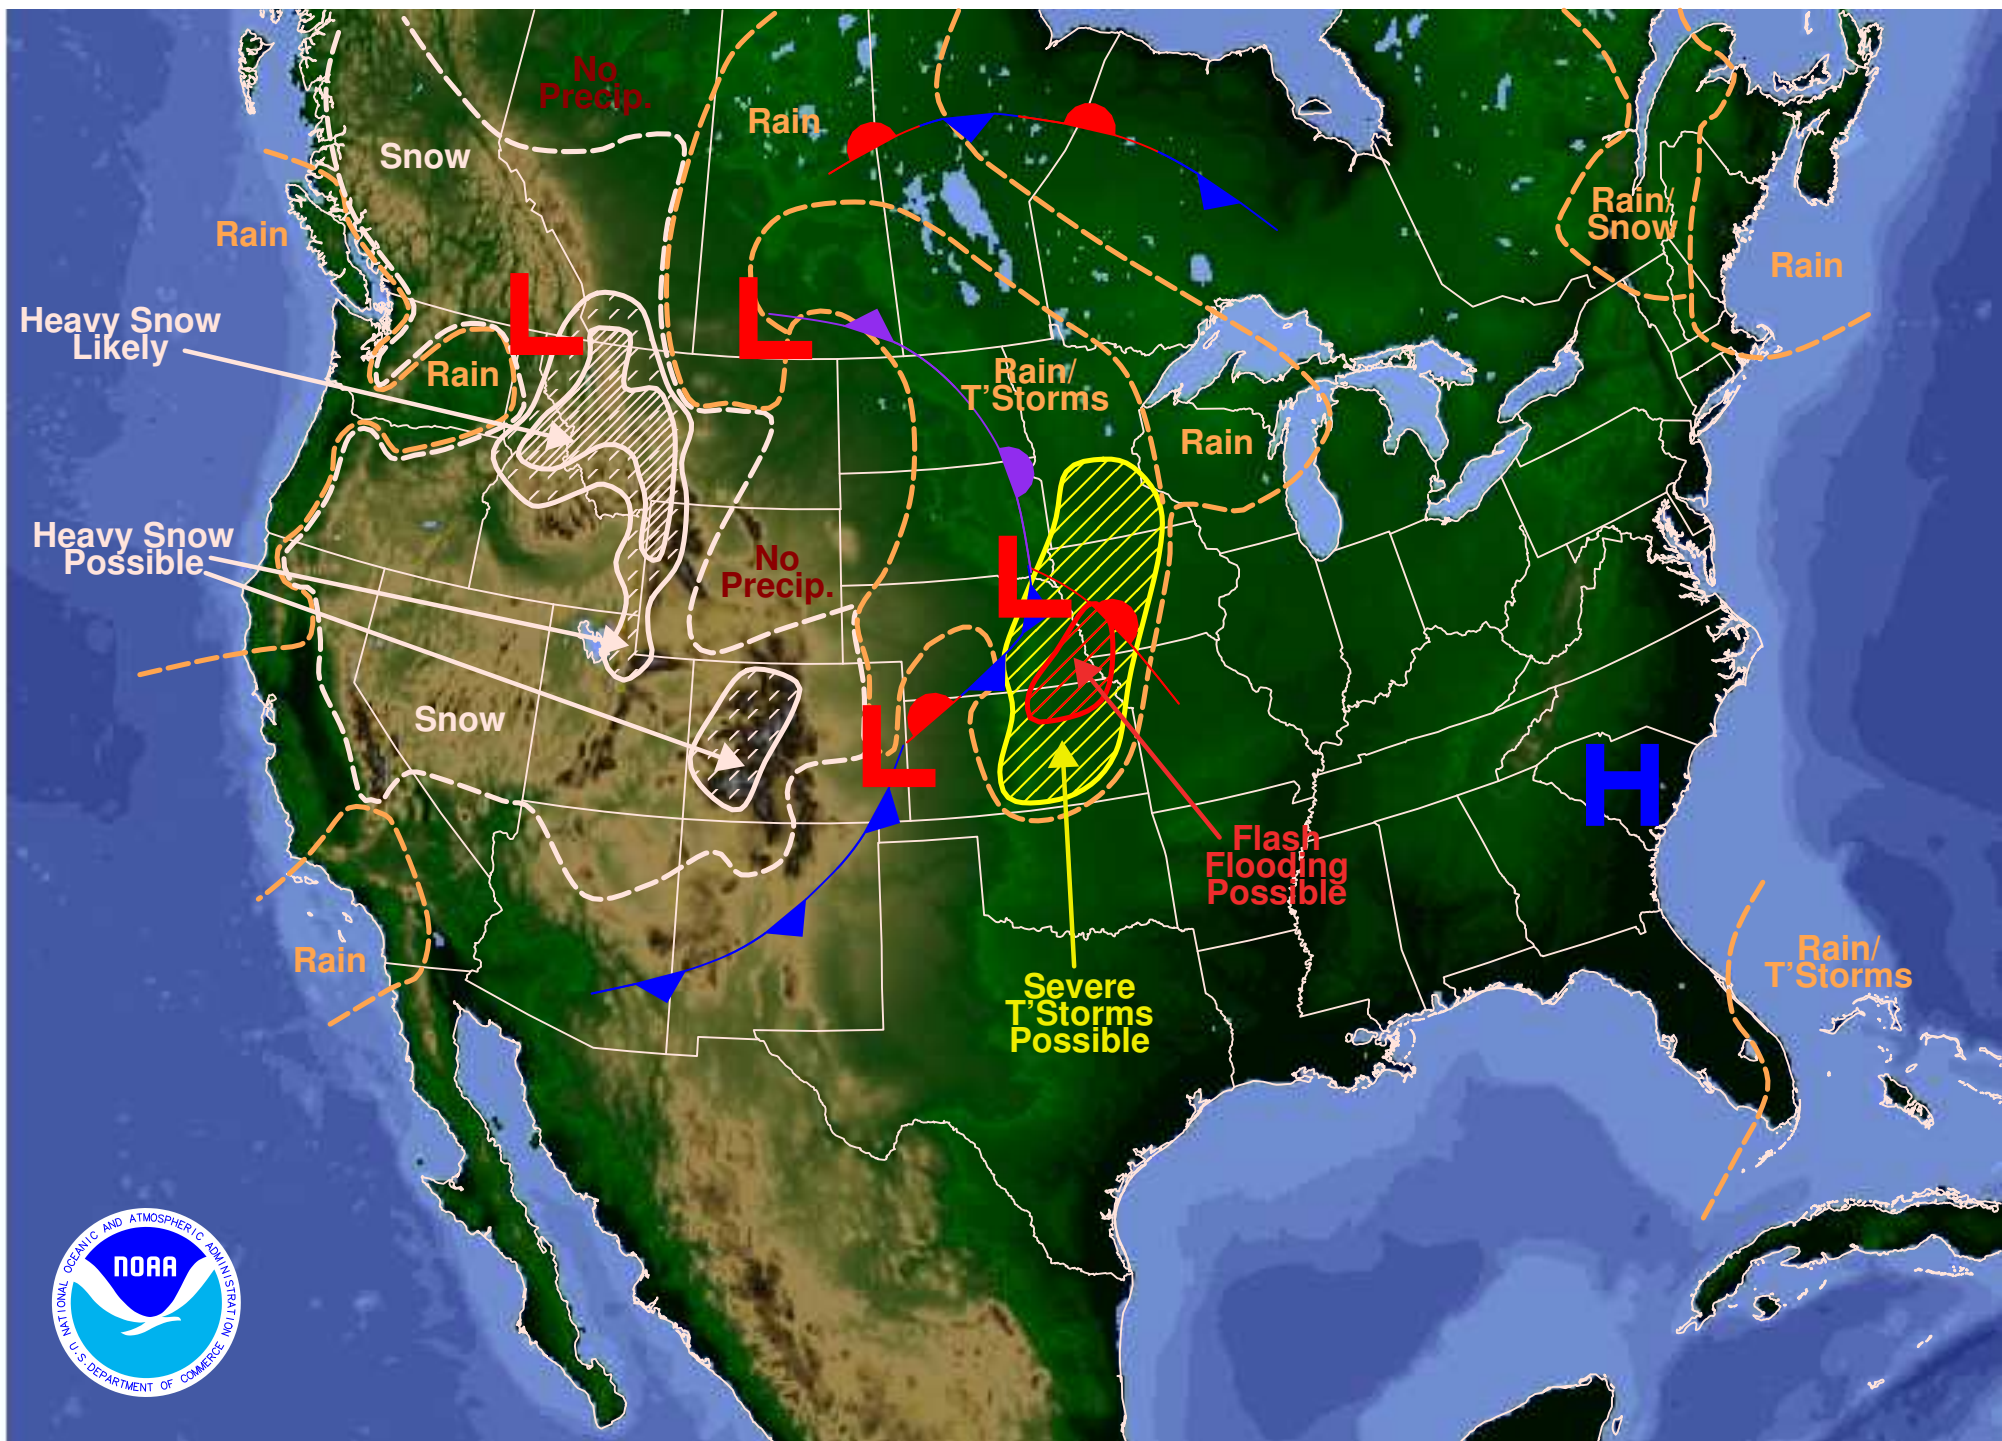 No
Precip.
Rain
Snow
Rain/
Snow
Rain
Rain
Heavy Snow
Likely
Rain
Rain/
T'Storms
Rain
Heavy Snow
Possible
No
Precip.
Snow
L
L
L
L
H
Flash
Flooding
Possible
Rain
Rain/
T'Storms
Severe
T'Storms
Possible
NATIONAL OCEANIC AND ATMOSPHERIC ADMINISTRATION
NOAA
U.S. DEPARTMENT OF COMMERCE